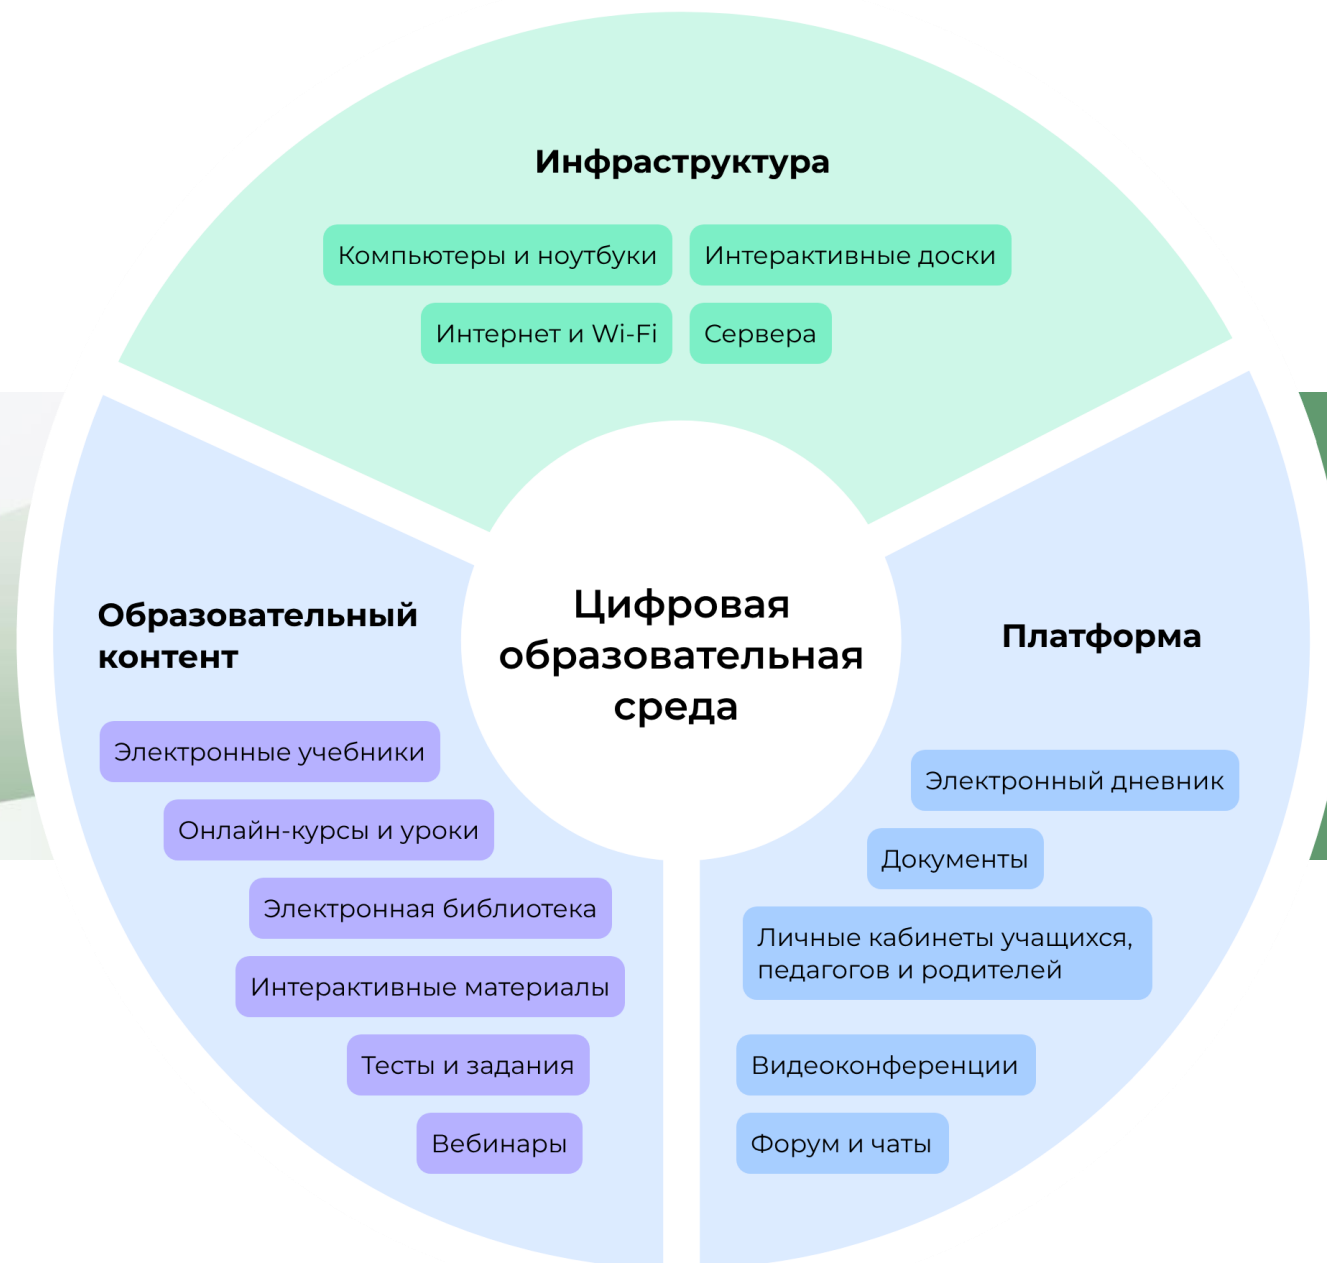 Инфраструктура
Компьютеры и ноутбуки
Интерактивные доски
Интернет и Wi-Fi
Сервера
Цифровая
образовательная
среда
Образовательный
контент
Электронные учебники
Онлайн-курсы и уроки
Электронная библиотека
Интерактивные материалы
Тесты и задания
Вебинары
Платформа
Электронный дневник
Документы
Личные кабинеты учащихся,
педагогов и родителей
Видеоконференции
Форум и чаты